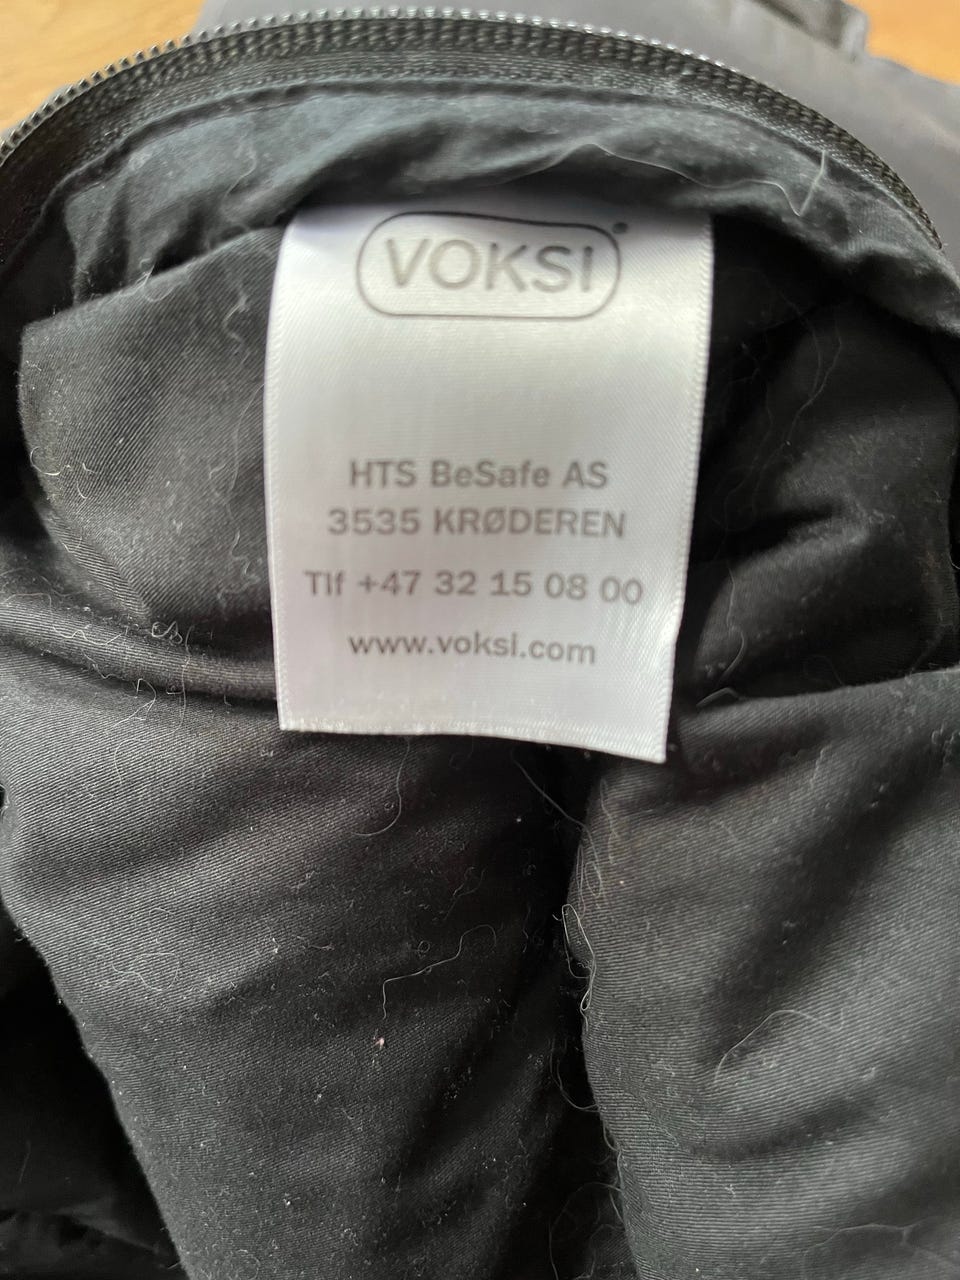 VOKSI
HTS BeSafe AS
3535 KRØDEREN
Tlf +47 32 15 08 00
www.voksi.com